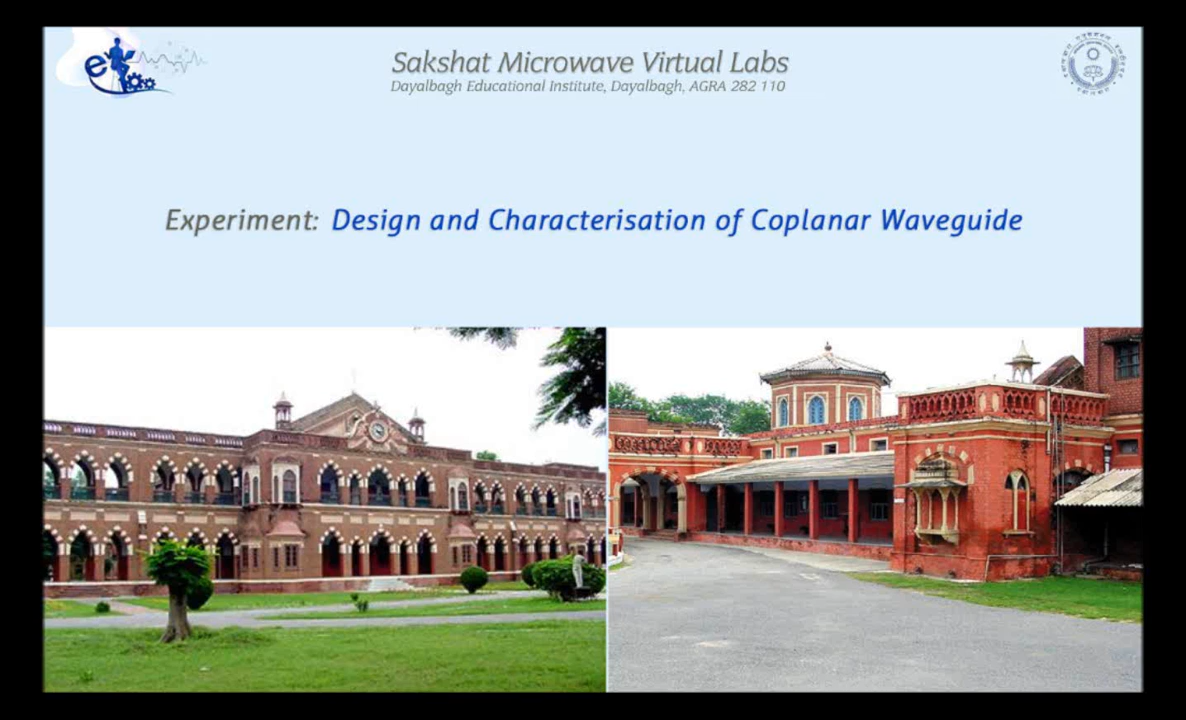 Sakshat Microwave Virtual Labs
Dayalbagh Educational Institute, Dayalbagh, AGRA 282 110
Experiment: Design and Characterisation of Coplanar Waveguide